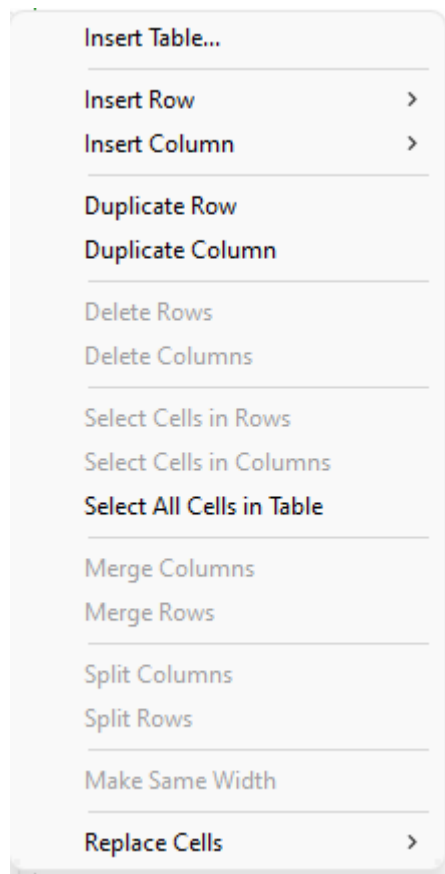 Insert Table...
Insert Row
Insert Column
Duplicate Row
Duplicate Column
Delete Rows
Delete Columns
Select Cells in Rows
Select Cells in Columns
Select All Cells in Table
Merge Columns
Merge Rows
Split Columns
Split Rows
Make Same Width
Replace Cells